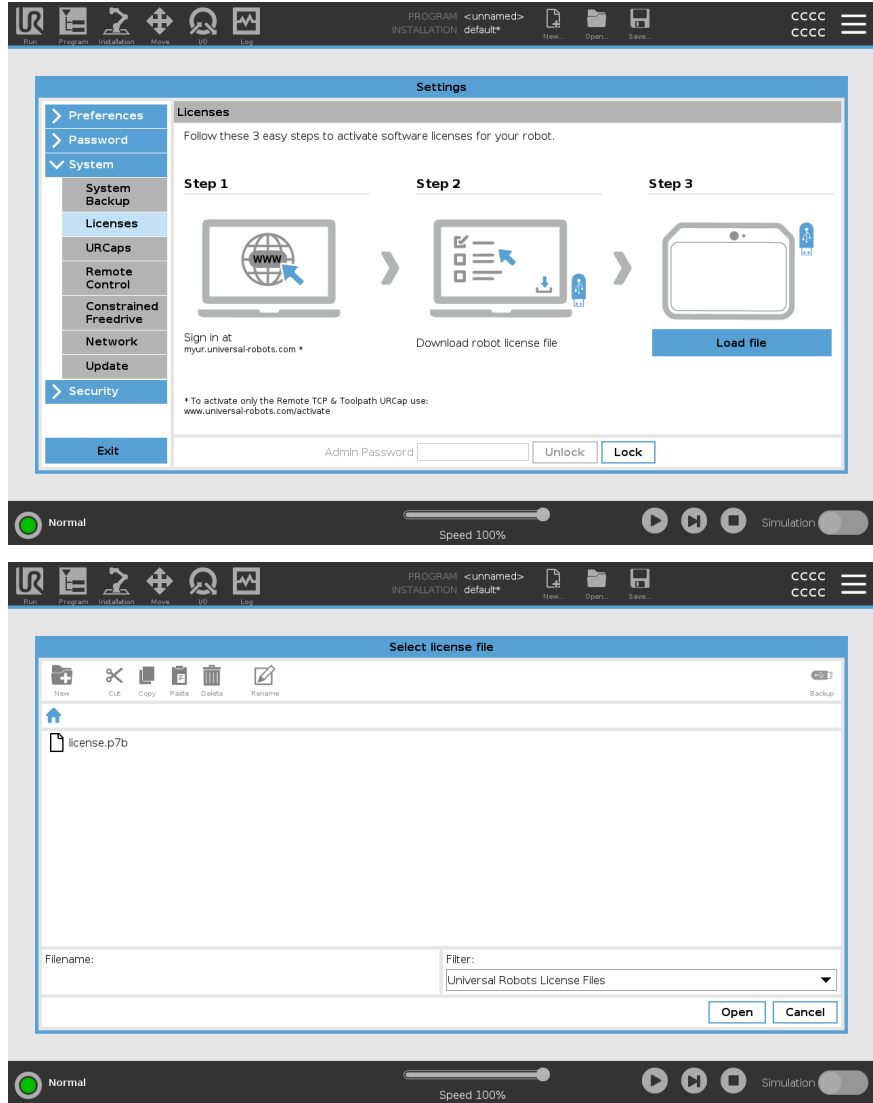 PROGRAM <unnamed>
INSTALLATION default*
CCCC
CCCC
Run Program Installation Move I/O Log New... Open... Save...
Settings
Preferences
Password
System
System
Backup
Licenses
URCaps
Remote
Control
Constrained
Freedrive
Network
Update
Security
Exit
Licenses
Follow these 3 easy steps to activate software licenses for your robot.
Step 1
Step 2
Step 3
WWW
Sign in at
myur.universal-robots.com *
Download robot license file
Load file
* To activate only the Remote TCP & Toolpath URCap use:
www.universal-robots.com/activate
Admin Password Unlock Lock
Normal
Speed 100%
Simulation
PROGRAM <unnamed>
INSTALLATION default*
CCCC
CCCC
Run Program Installation Move I/O Log New... Open... Save...
Select license file
New Cut Copy Paste Delete Rename Backup
license.p7b
Filename:
Filter:
Universal Robots License Files
Open Cancel
Normal
Speed 100%
Simulation